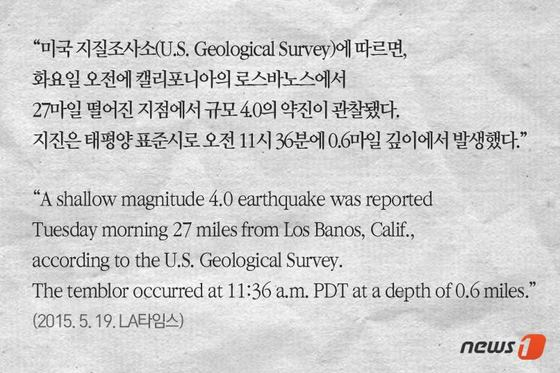 “미국 지질조사소(U.S. Geological Survey)에 따르면,
화요일 오전에 캘리포니아의 로스바노스에서
27마일 떨어진 지점에서 규모 4.0의 약진이 관찰됐다.
지진은 태평양 표준시로 오전 11시 36분에 0.6마일 깊이에서 발생했다.”
“A shallow magnitude 4.0 earthquake was reported
Tuesday morning 27 miles from Los Banos, Calif.,
according to the U.S. Geological Survey.
The temblor occurred at 11:36 a.m. PDT at a depth of 0.6 miles.”
(2015. 5. 19. LA타임스)
news1